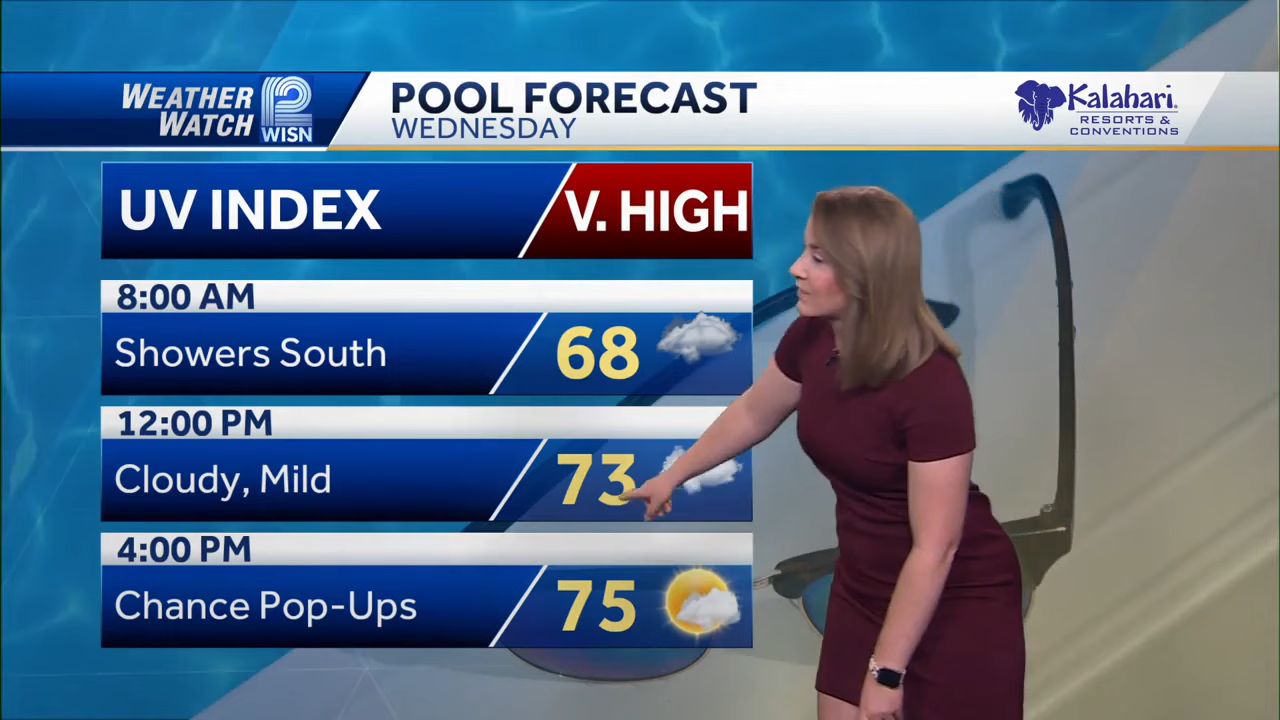 WEATHER
WATCH
12
WISN
POOL FORECAST
WEDNESDAY
Kalahari
RESORTS &
CONVENTIONS
UV INDEX
V. HIGH
8:00 AM
Showers South
68
12:00 PM
Cloudy, Mild
73
4:00 PM
Chance Pop-Ups
75